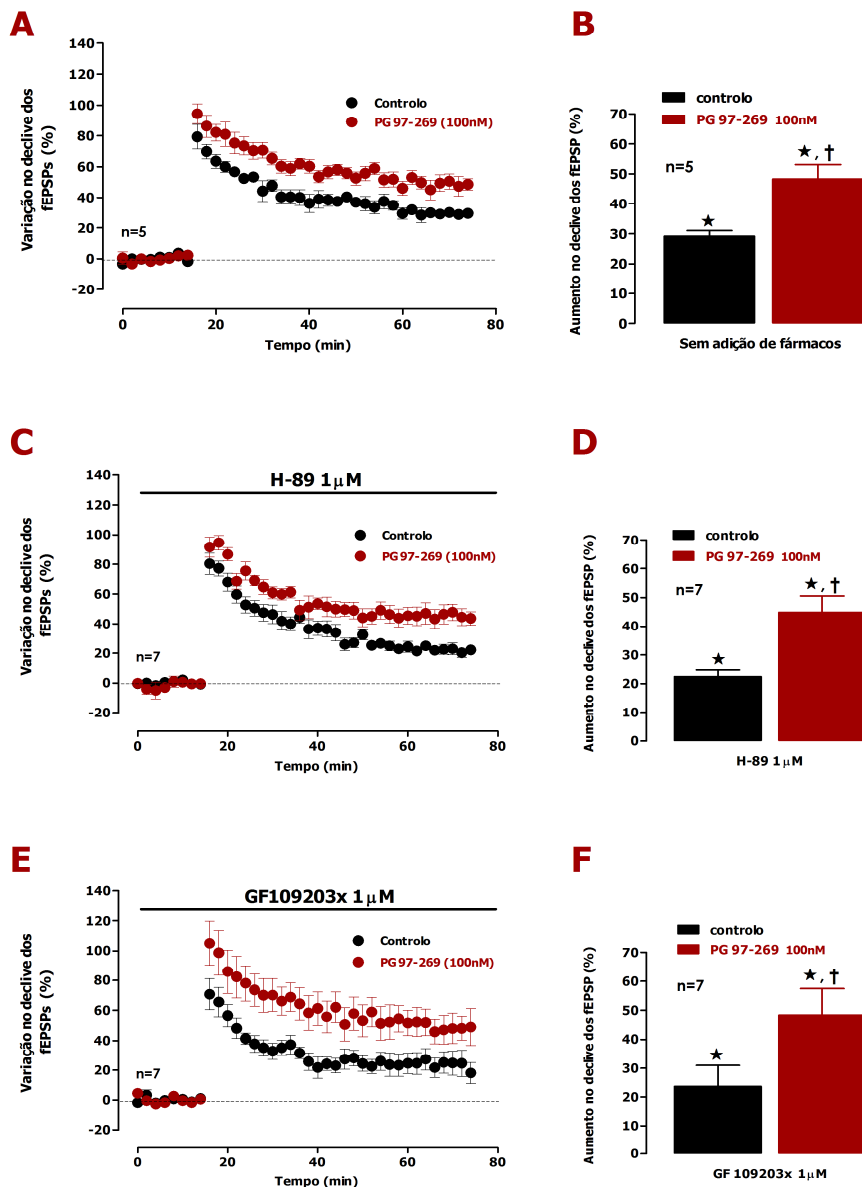 A
Variação no declive dos
fEPSPs (%)
140
120
100
80
60
40
20
0
-20
Controlo
PG 97-269 (100nM)
n=5
0
20
40
60
80
Tempo (min)
B
controlo
PG 97-269 100nM
Aumento no declive dos fEPSP (%)
70
60
50
40
30
20
10
0
n=5
★
★, †
Sem adição de fármacos
C
H-89 1μM
Variação no declive dos
fEPSPs (%)
140
120
100
80
60
40
20
0
-20
Controlo
PG 97-269 (100nM)
n=7
0
20
40
60
80
Tempo (min)
D
controlo
PG 97-269 100nM
Aumento no declive dos fEPSP (%)
70
60
50
40
30
20
10
0
n=7
★
★, †
H-89 1μM
E
GF109203x 1μM
Variação no declive dos
fEPSPs (%)
140
120
100
80
60
40
20
0
-20
Controlo
PG 97-269 (100nM)
n=7
0
20
40
60
80
Tempo (min)
F
controlo
PG 97-269 100nM
Aumento no declive dos fEPSP (%)
70
60
50
40
30
20
10
0
n=7
★
★, †
GF 109203x 1μM